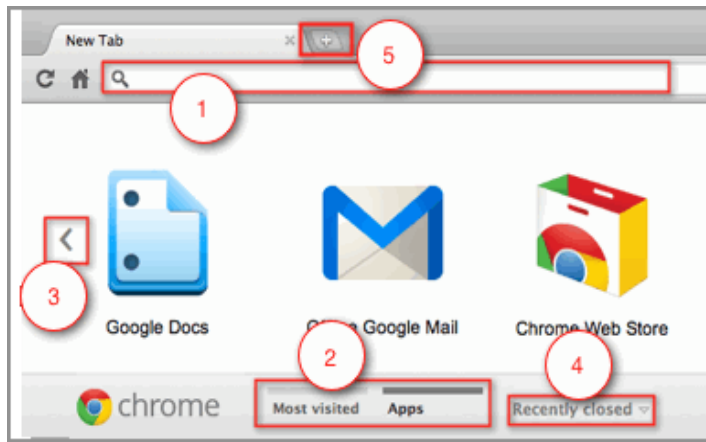 New Tab
5
1
3
Google Docs
Google Mail
Chrome Web Store
2
4
chrome
Most visited
Apps
Recently closed